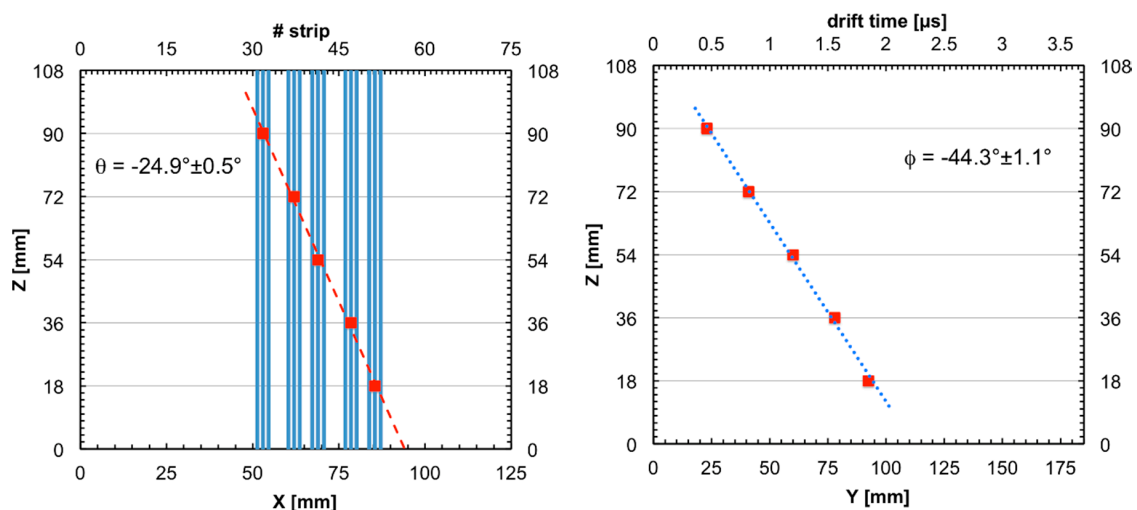 # strip
0 15 30 45 60 75
108 108
90 90
θ = -24.9°±0.5°
72 72
54 54
36 36
18 18
0 0
0 25 50 75 100 125
X [mm]
Z [mm]
drift time [µs]
0 0.5 1 1.5 2 2.5 3 3.5
108 108
90 90
ϕ = -44.3°±1.1°
72 72
54 54
36 36
18 18
0 0
0 25 50 75 100 125 150 175
Y [mm]
Z [mm]